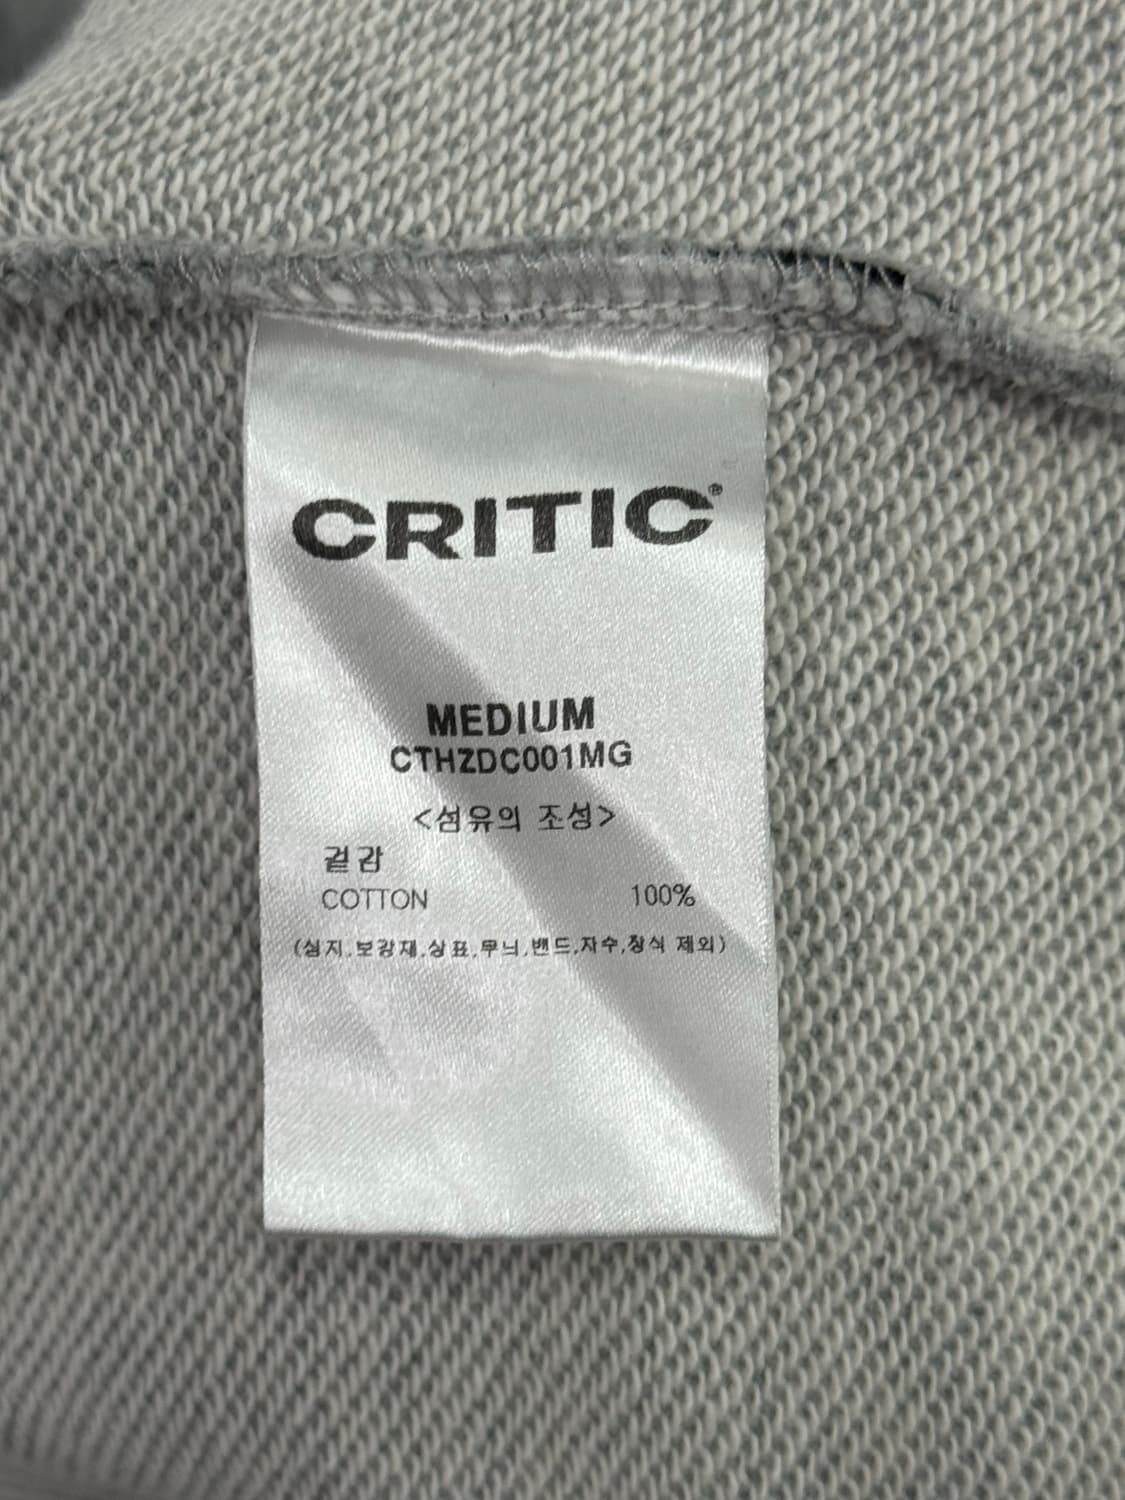 CRITIC®
MEDIUM
CTHZDC001MG
<섬유의 조성>
겉감
COTTON 100%
(심지,보강재,상표,무늬,밴드,자수,장식 제외)